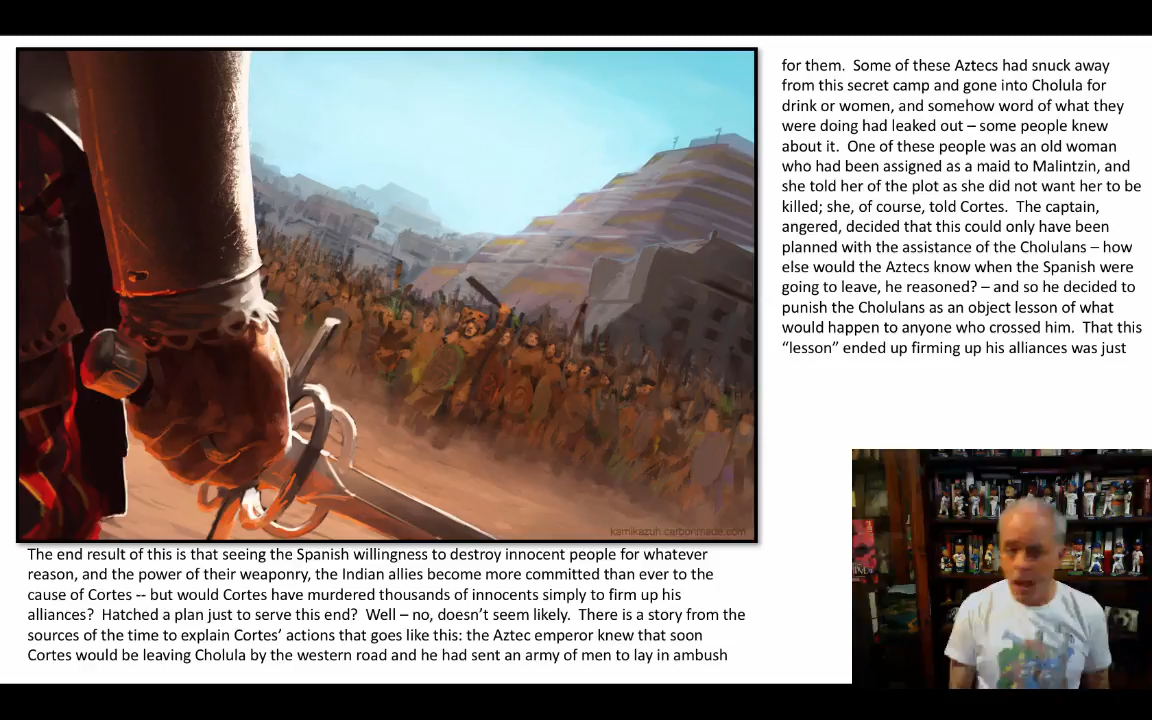 The end result of this is that seeing the Spanish willingness to destroy innocent people for whatever
reason, and the power of their weaponry, the Indian allies become more committed than ever to the
cause of Cortes -- but would Cortes have murdered thousands of innocents simply to firm up his
alliances?  Hatched a plan just to serve this end?  Well – no, doesn't seem likely.  There is a story from the
sources of the time to explain Cortes' actions that goes like this: the Aztec emperor knew that soon
Cortes would be leaving Cholula by the western road and he had sent an army of men to lay in ambush
for them.  Some of these Aztecs had snuck away
from this secret camp and gone into Cholula for
drink or women, and somehow word of what they
were doing had leaked out – some people knew
about it.  One of these people was an old woman
who had been assigned as a maid to Malintzin, and
she told her of the plot as she did not want her to be
killed; she, of course, told Cortes.  The captain,
angered, decided that this could only have been
planned with the assistance of the Cholulans – how
else would the Aztecs know when the Spanish were
going to leave, he reasoned? – and so he decided to
punish the Cholulans as an object lesson of what
would happen to anyone who crossed him.  That this
"lesson" ended up firming up his alliances was just
kamikazuh.carbonmade.com